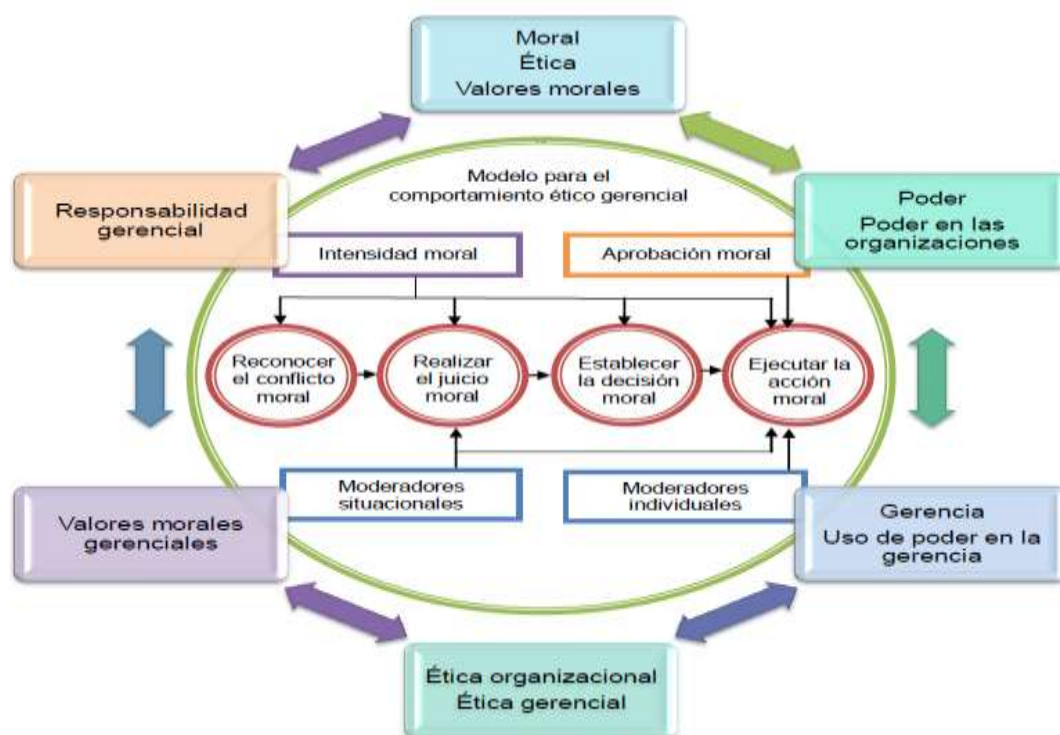 Moral
Ética
Valores morales
Modelo para el
comportamiento ético gerencial
Responsabilidad
gerencial
Poder
Poder en las
organizaciones
Intensidad moral
Aprobación moral
Reconocer
el conflicto
moral
Realizar
el juicio
moral
Establecer
la decisión
moral
Ejecutar la
acción
moral
Moderadores
situacionales
Moderadores
individuales
Valores morales
gerenciales
Gerencia
Uso de poder en la
gerencia
Ética organizacional
Ética gerencial